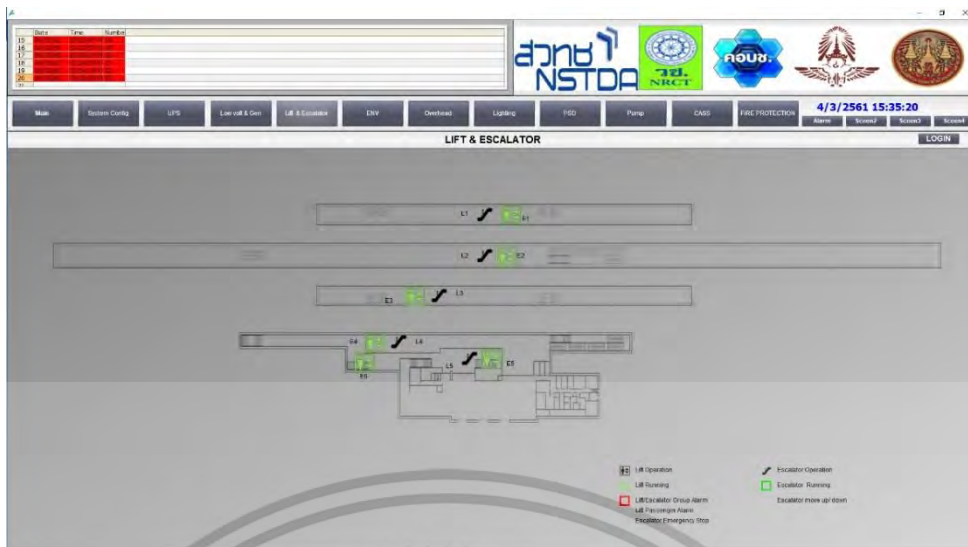 Date Time Number
15
16
17
18
19
20
สวทช
NSTDA
วช.
NRCT
คอบช.
Main System Config UPS Low volt & Gen Lift & Escalator ENV Overhead Lighting PSD Pump CASS FIRE PROTECTION
4/3/2561 15:35:20
Alarm Screen2 Screen3 Screen4
LIFT & ESCALATOR
LOGIN
L1 E1
L2 E2
E3 L3
E4 L4
L5 E5
Lift Operation
Escalator Operation
Lift Running
Escalator Running
Lift/Escalator Group Alarm
Escalator move up/ down
Lift Passenger Alarm
Escalator Emergency Stop